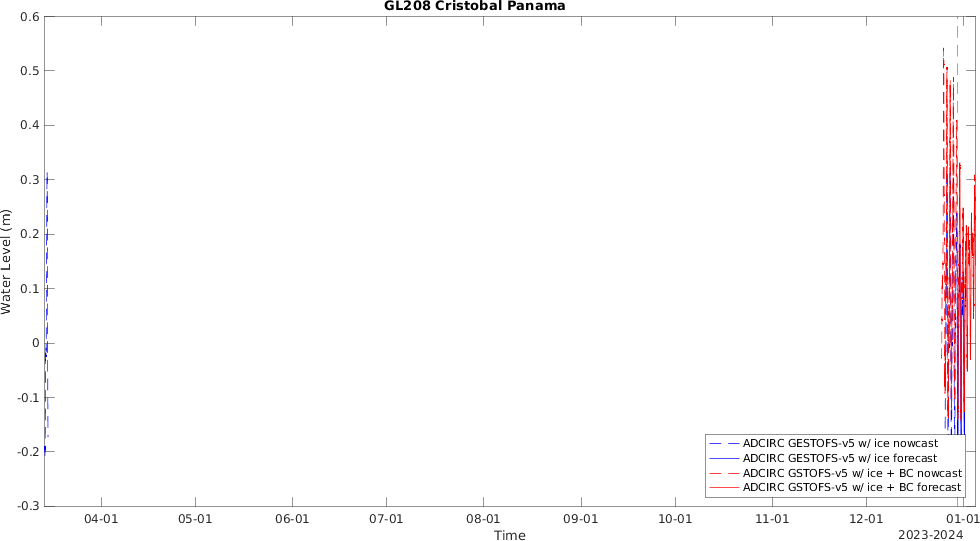 GL208 Cristobal Panama
0.6
0.5
0.4
0.3
0.2
0.1
0
-0.1
-0.2
-0.3
Water Level (m)
ADCIRC GESTOFS-v5 w/ ice nowcast
ADCIRC GESTOFS-v5 w/ ice forecast
ADCIRC GSTOFS-v5 w/ ice + BC nowcast
ADCIRC GSTOFS-v5 w/ ice + BC forecast
04-01 05-01 06-01 07-01 08-01 09-01 10-01 11-01 12-01 01-01
Time
2023-2024